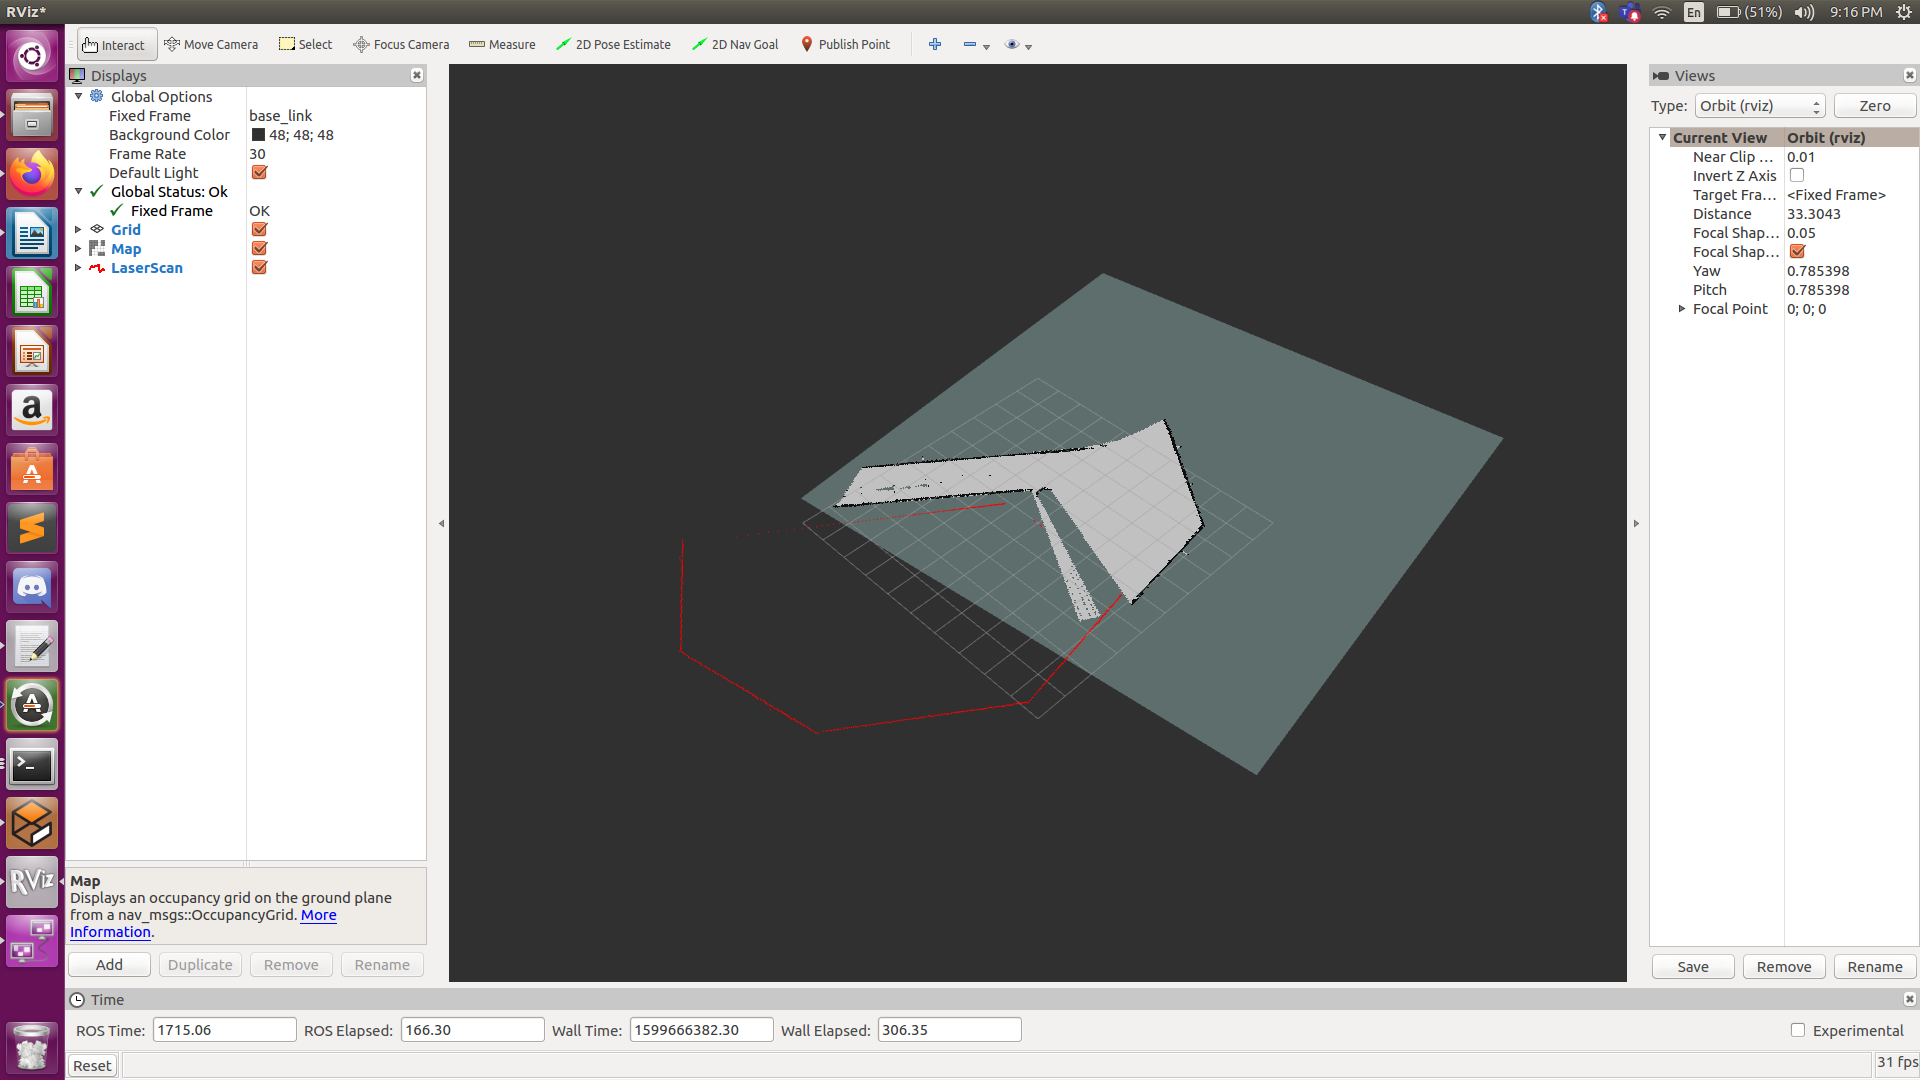 RViz*
En
(51%)
9:16 PM
Interact
Move Camera
Select
Focus Camera
Measure
2D Pose Estimate
2D Nav Goal
Publish Point
Displays
Global Options
Fixed Frame base_link
Background Color 48; 48; 48
Frame Rate 30
Default Light
Global Status: Ok
Fixed Frame OK
Grid
Map
LaserScan
Map
Displays an occupancy grid on the ground plane
from a nav_msgs::OccupancyGrid. More
Information.
Add Duplicate Remove Rename
Views
Type: Orbit (rviz) Zero
Current View Orbit (rviz)
Near Clip ... 0.01
Invert Z Axis
Target Fra... <Fixed Frame>
Distance 33.3043
Focal Shap... 0.05
Focal Shap...
Yaw 0.785398
Pitch 0.785398
Focal Point 0; 0; 0
Save Remove Rename
Time
ROS Time: 1715.06 ROS Elapsed: 166.30 Wall Time: 1599666382.30 Wall Elapsed: 306.35 Experimental
Reset 31 fps
RViz